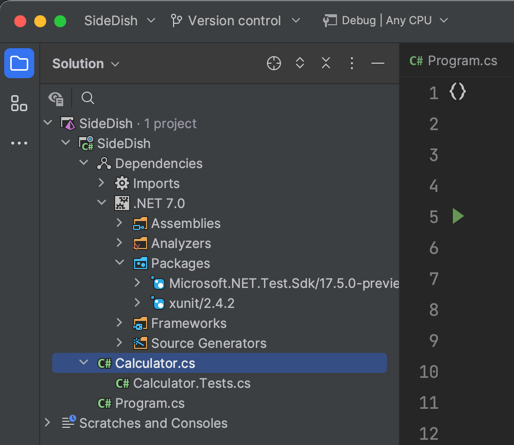 SideDish Version control Debug | Any CPU
Solution
C# Program.cs
SideDish · 1 project
C# SideDish
Dependencies
Imports
.NET 7.0
Assemblies
Analyzers
Packages
Microsoft.NET.Test.Sdk/17.5.0-previe
xunit/2.4.2
Frameworks
Source Generators
C# Calculator.cs
C# Calculator.Tests.cs
C# Program.cs
Scratches and Consoles
1 {}
2
3
4
5
6
7
8
9
10
11
12